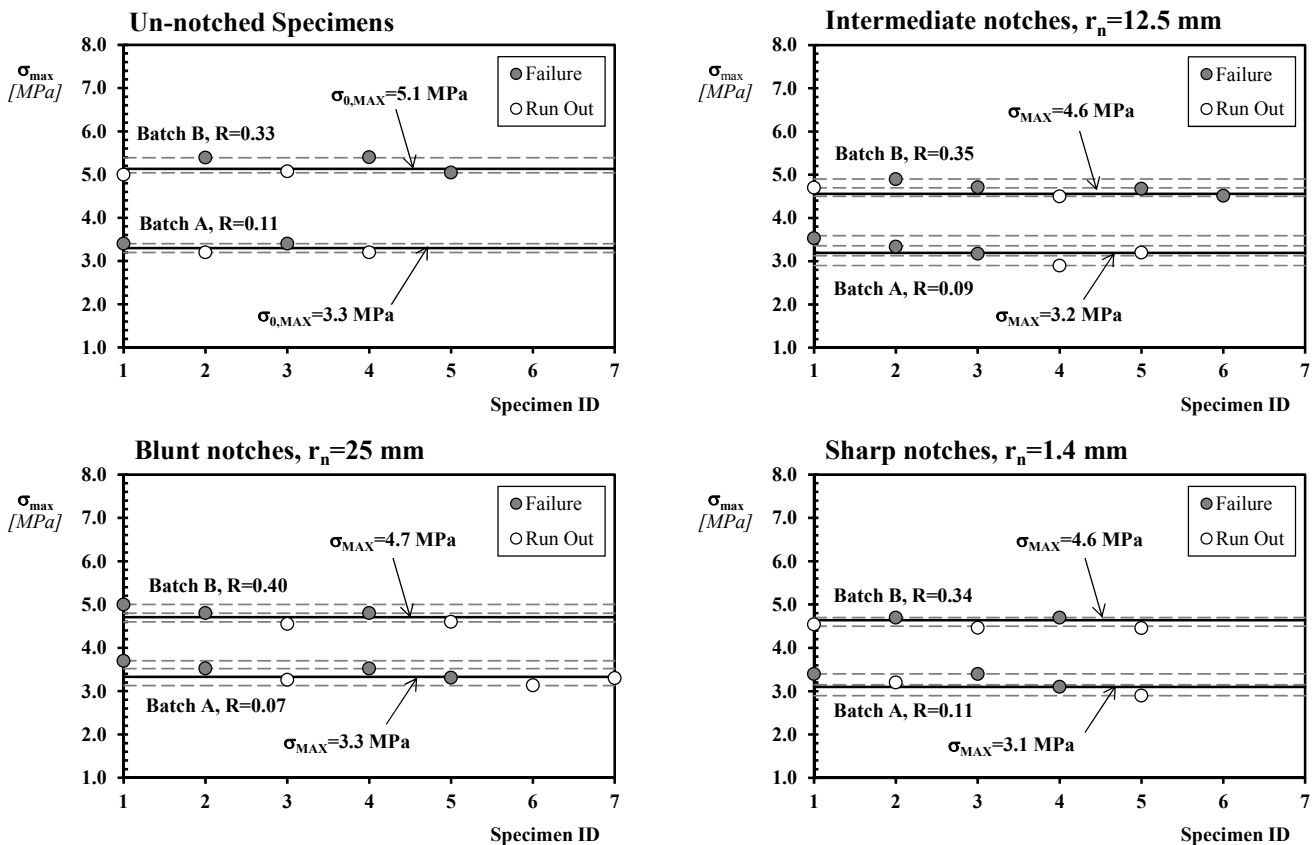 Un-notched Specimens
8.0
7.0
6.0
5.0
4.0
3.0
2.0
1.0
σmax
[MPa]
Failure
Run Out
σ0,MAX=5.1 MPa
Batch B, R=0.33
Batch A, R=0.11
σ0,MAX=3.3 MPa
1 2 3 4 5 6 7
Specimen ID
Intermediate notches, rn=12.5 mm
8.0
7.0
6.0
5.0
4.0
3.0
2.0
1.0
σmax
[MPa]
Failure
Run Out
σMAX=4.6 MPa
Batch B, R=0.35
Batch A, R=0.09
σMAX=3.2 MPa
1 2 3 4 5 6 7
Specimen ID
Blunt notches, rn=25 mm
8.0
7.0
6.0
5.0
4.0
3.0
2.0
1.0
σmax
[MPa]
Failure
Run Out
σMAX=4.7 MPa
Batch B, R=0.40
Batch A, R=0.07
σMAX=3.3 MPa
1 2 3 4 5 6 7
Specimen ID
Sharp notches, rn=1.4 mm
8.0
7.0
6.0
5.0
4.0
3.0
2.0
1.0
σmax
[MPa]
Failure
Run Out
σMAX=4.6 MPa
Batch B, R=0.34
Batch A, R=0.11
σMAX=3.1 MPa
1 2 3 4 5 6 7
Specimen ID